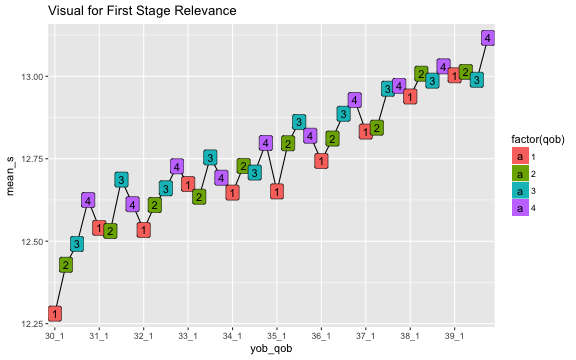 Visual for First Stage Relevance
mean_s
13.00
12.75
12.50
12.25
1 2 3 4 1 2 3 4 1 2 3 4 1 2 3 4 1 2 3 4 1 2 3 4 1 2 3 4 1 2 3 4 1 2 3 4 1 2 3 4
30_1 31_1 32_1 33_1 34_1 35_1 36_1 37_1 38_1 39_1
yob_qob
factor(qob)
a 1
a 2
a 3
a 4